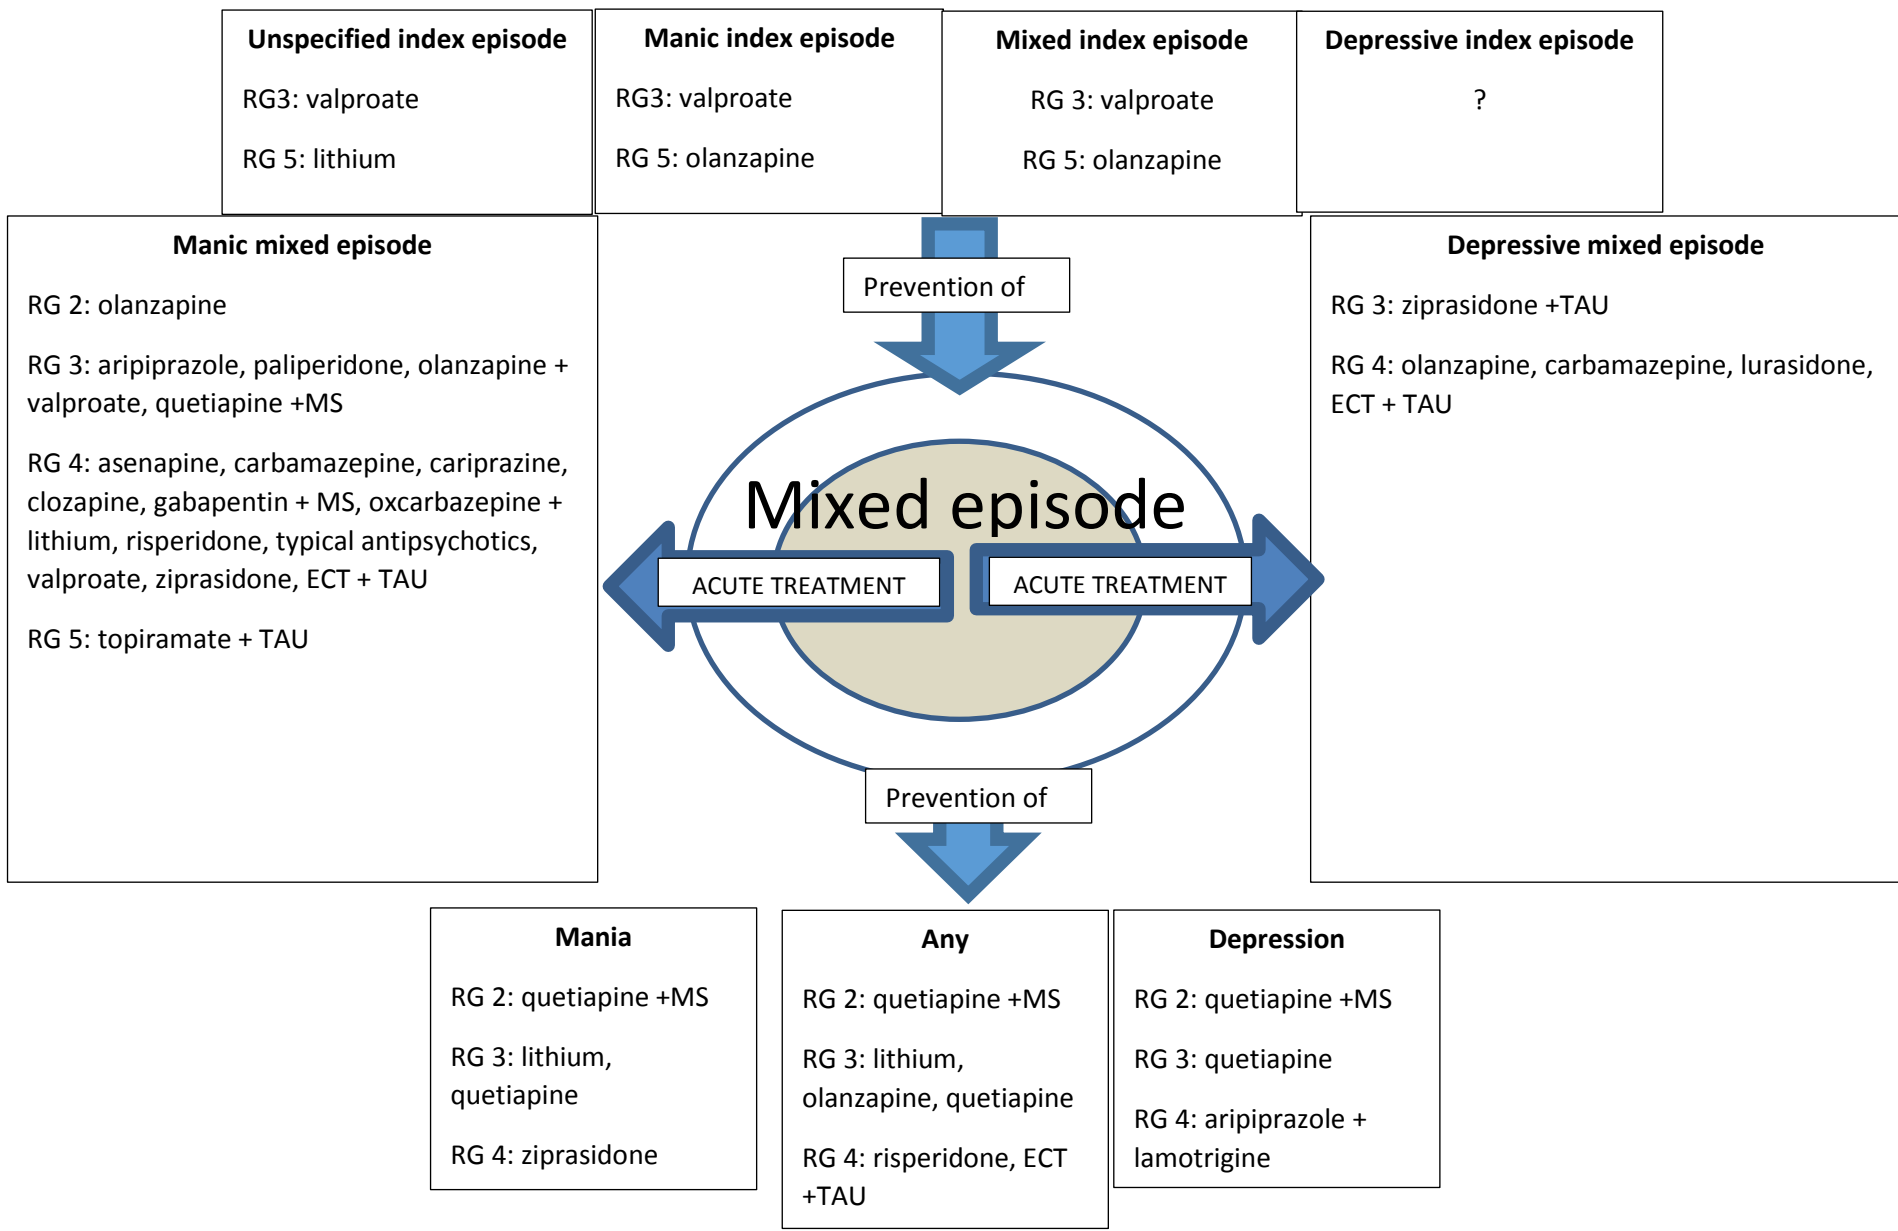 Unspecified index episode
RG3: valproate
RG 5: lithium
Manic index episode
RG3: valproate
RG 5: olanzapine
Mixed index episode
RG 3: valproate
RG 5: olanzapine
Depressive index episode
?
Manic mixed episode
RG 2: olanzapine
RG 3: aripiprazole, paliperidone, olanzapine +
valproate, quetiapine +MS
RG 4: asenapine, carbamazepine, cariprazine,
clozapine, gabapentin + MS, oxcarbazepine +
lithium, risperidone, typical antipsychotics,
valproate, ziprasidone, ECT + TAU
RG 5: topiramate + TAU
Prevention of
Mixed episode
ACUTE TREATMENT
ACUTE TREATMENT
Prevention of
Depressive mixed episode
RG 3: ziprasidone +TAU
RG 4: olanzapine, carbamazepine, lurasidone,
ECT + TAU
Mania
RG 2: quetiapine +MS
RG 3: lithium,
quetiapine
RG 4: ziprasidone
Any
RG 2: quetiapine +MS
RG 3: lithium,
olanzapine, quetiapine
RG 4: risperidone, ECT
+TAU
Depression
RG 2: quetiapine +MS
RG 3: quetiapine
RG 4: aripiprazole +
lamotrigine